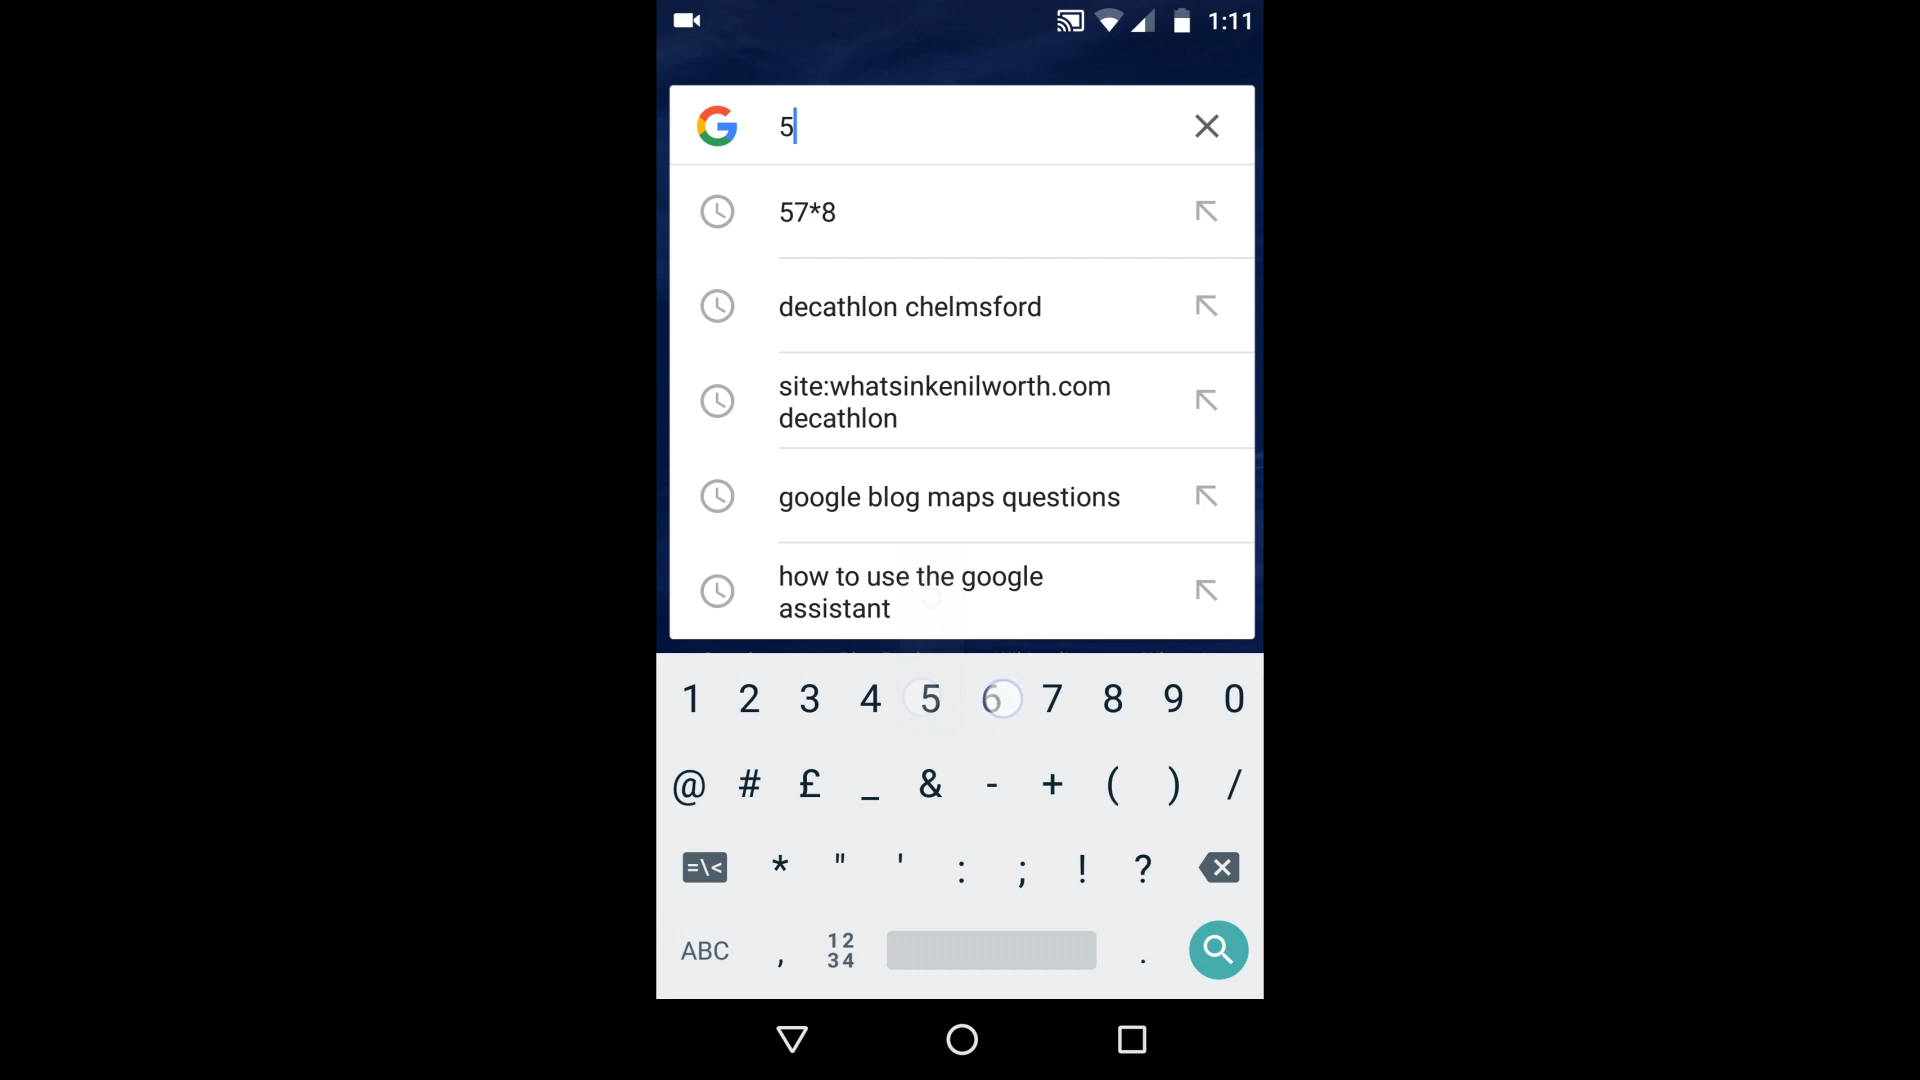 1:11
5
57*8
decathlon chelmsford
site:whatsinkenilworth.com
decathlon
google blog maps questions
how to use the google
assistant
1 2 3 4 5 6 7 8 9 0
@ # £ _ & - + ( ) /
=\< * " ' : ; ! ?
ABC , 12 34 .